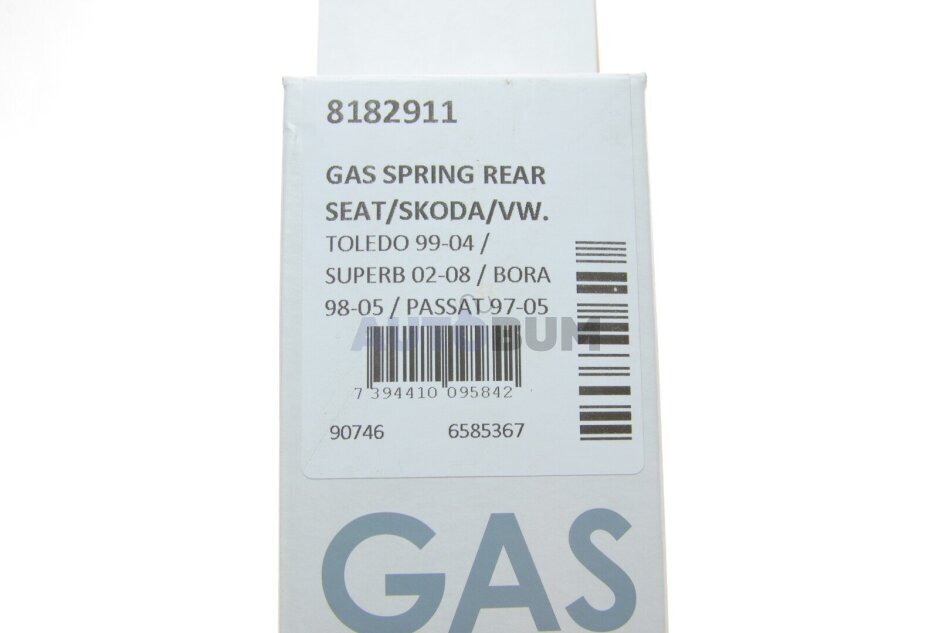 8182911
GAS SPRING REAR
SEAT/SKODA/VW.
TOLEDO 99-04 /
SUPERB 02-08 / BORA
98-05 / PASSAT 97-05
AUTOBUM
7 394410 095842
90746 6585367
GAS